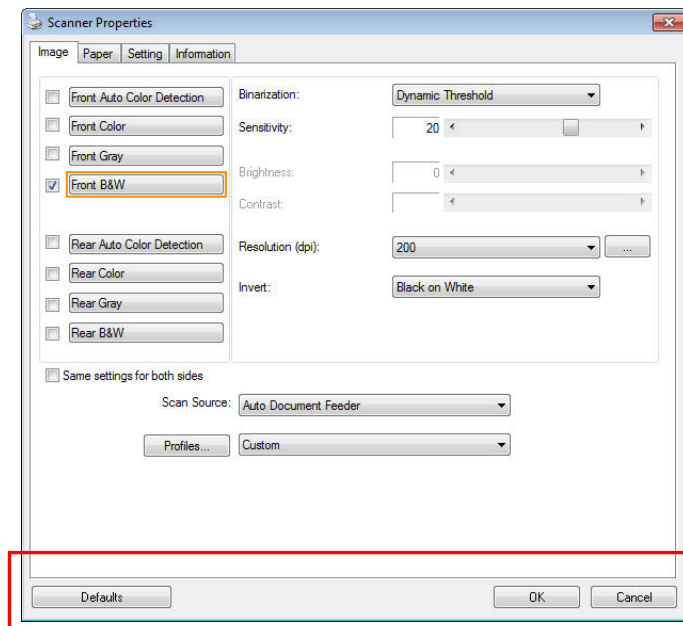 Scanner Properties
Image Paper Setting Information
Front Auto Color Detection
Front Color
Front Gray
Front B&W
Rear Auto Color Detection
Rear Color
Rear Gray
Rear B&W
Binarization: Dynamic Threshold
Sensitivity: 20
Brightness: 0
Contrast:
Resolution (dpi): 200 ...
Invert: Black on White
Same settings for both sides
Scan Source: Auto Document Feeder
Profiles... Custom
Defaults OK Cancel